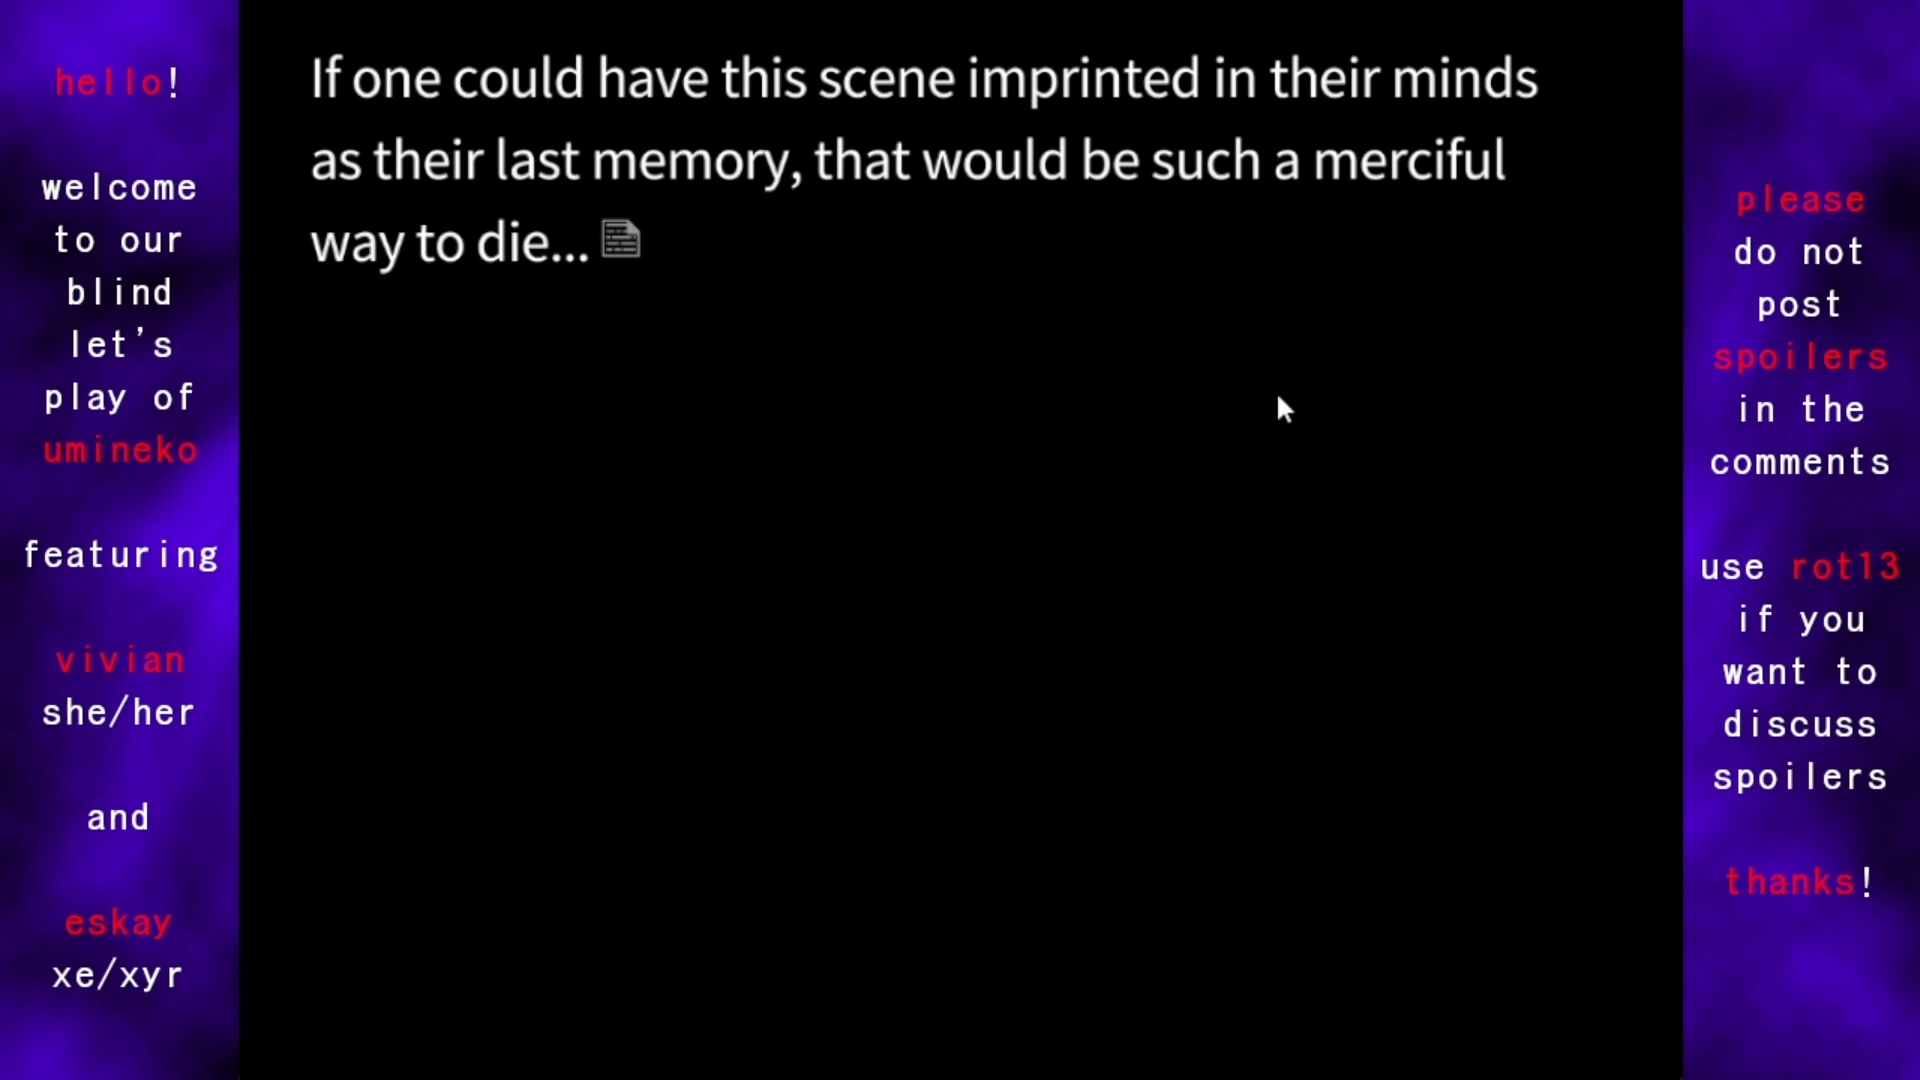 hello!
welcome
to our
blind
let's
play of
umineko
featuring
vivian
she/her
and
eskay
xe/xyr
If one could have this scene imprinted in their minds
as their last memory, that would be such a merciful
way to die...
please
do not
post
spoilers
in the
comments
use rot13
if you
want to
discuss
spoilers
thanks!